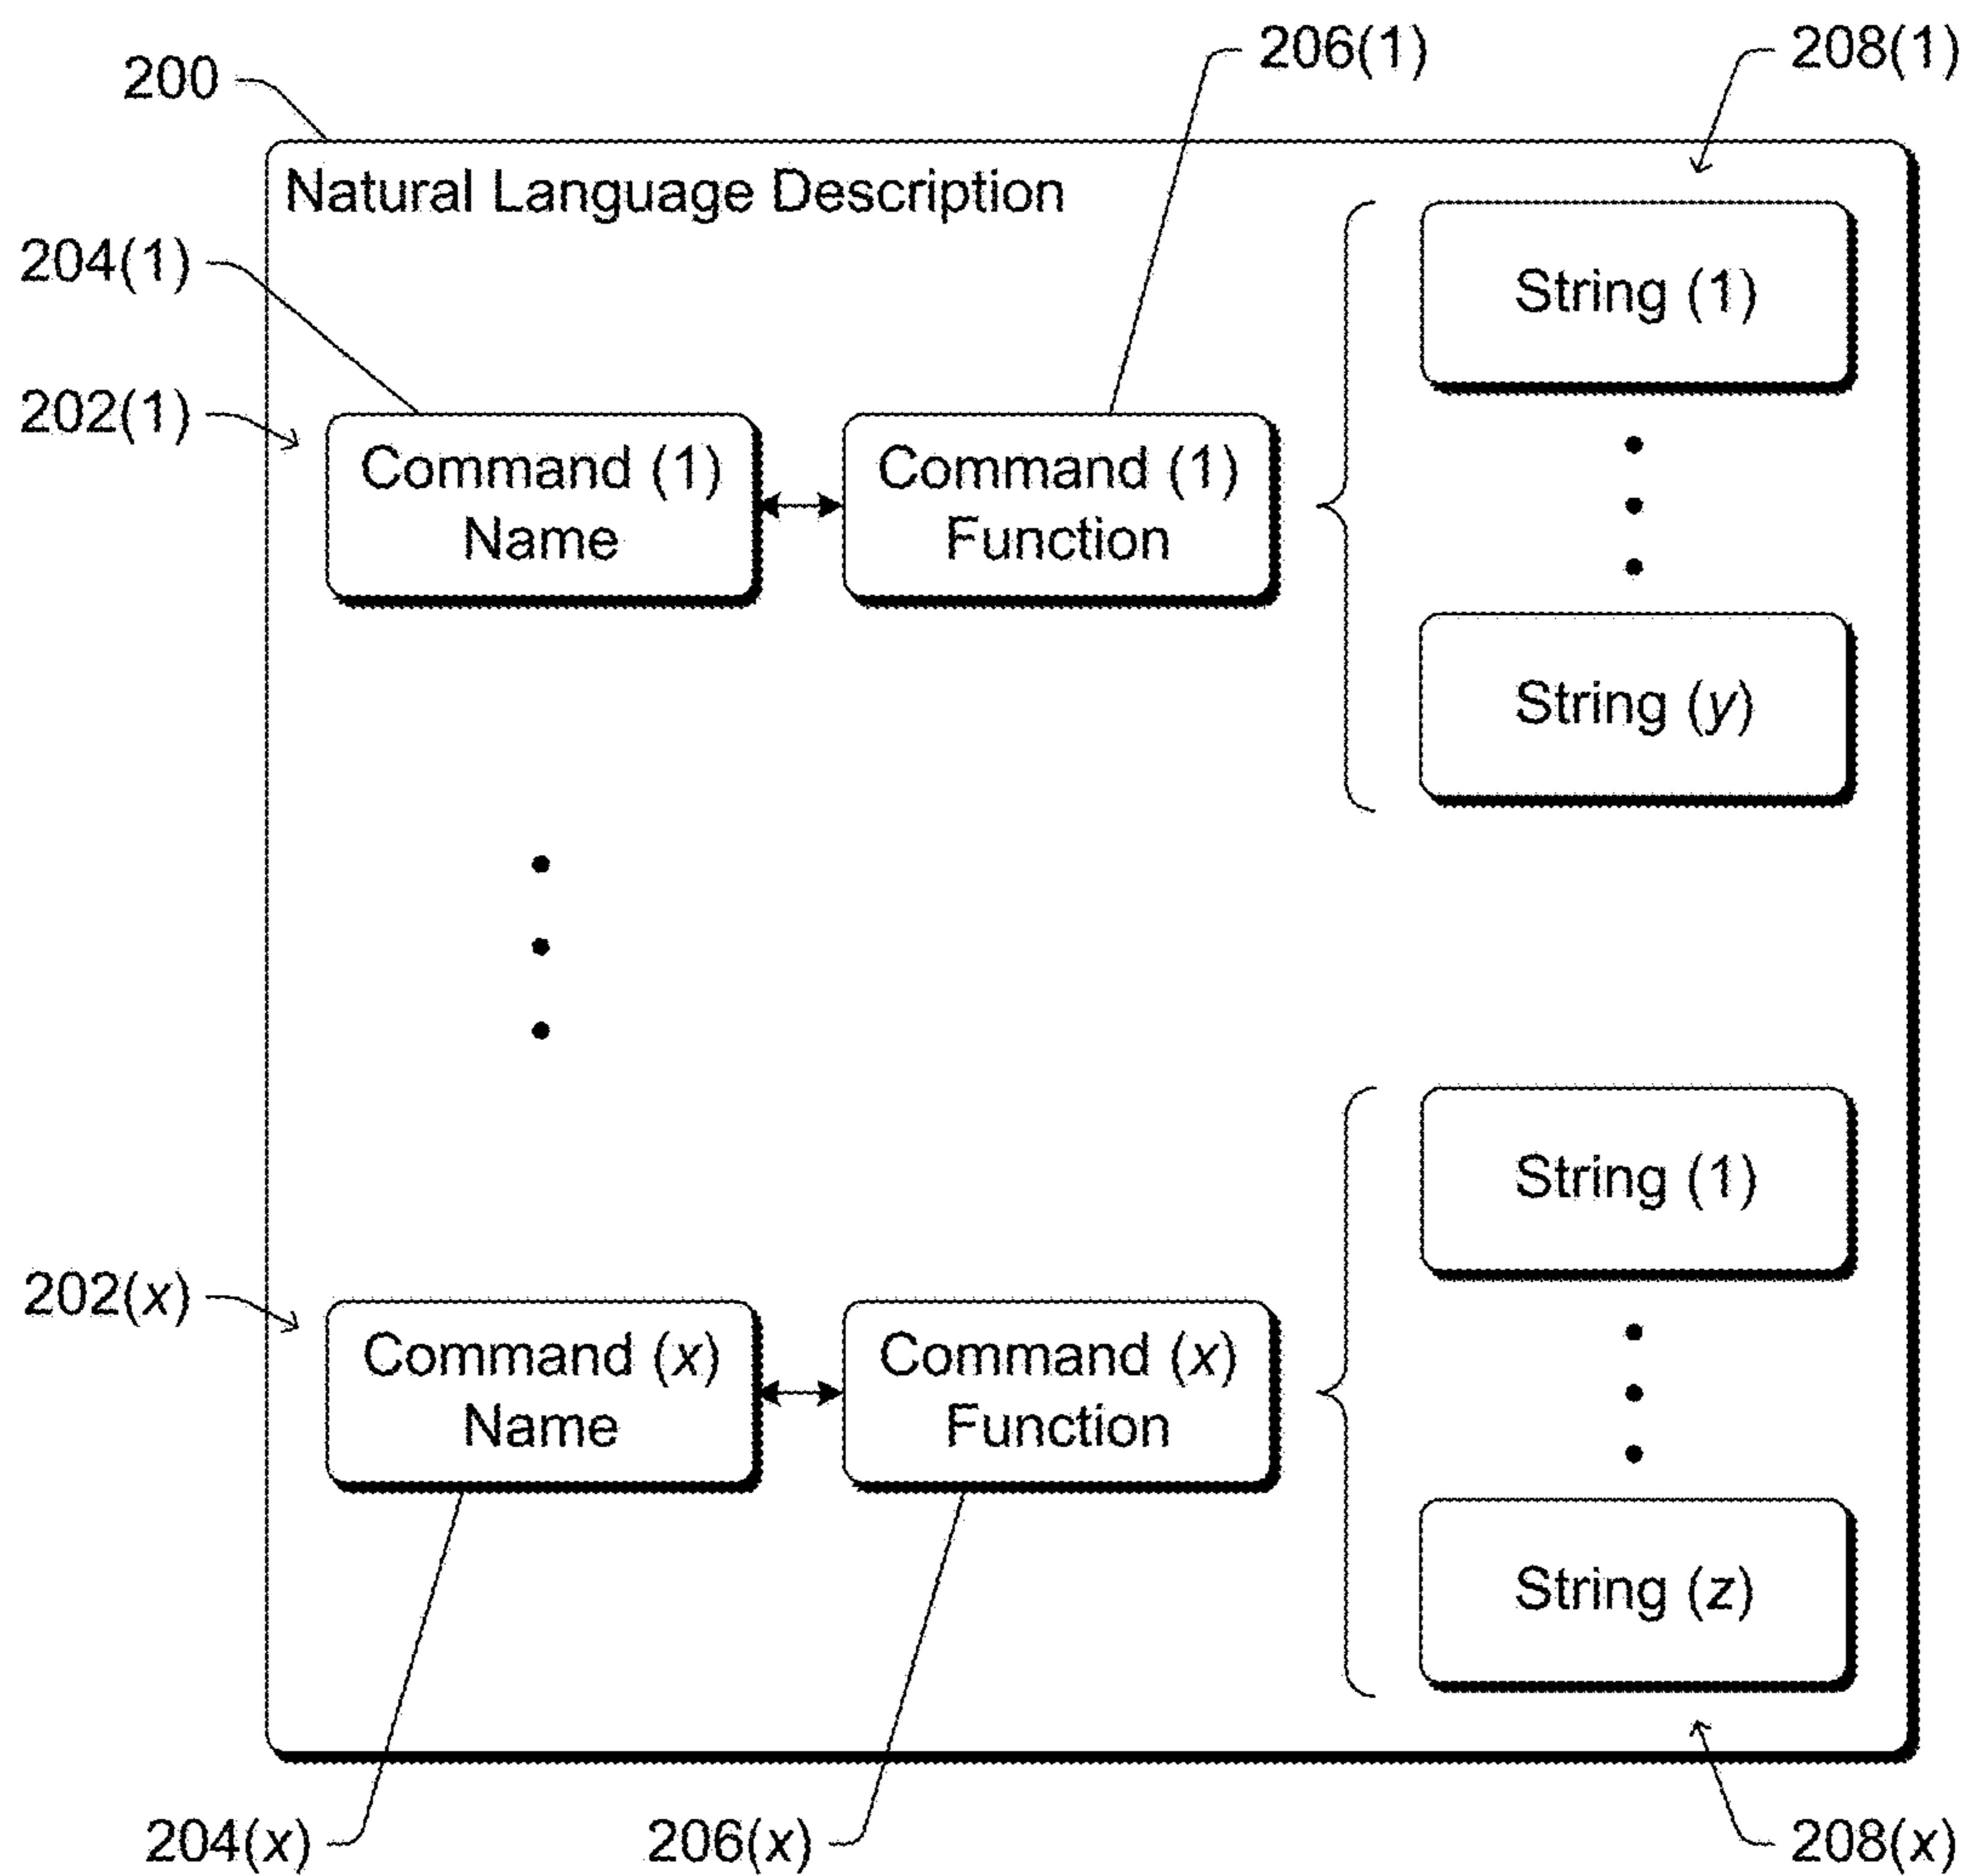 206(1)
208(1)
200
Natural Language Description
204(1)
String (1)
202(1)
Command (1)
Name
Command (1)
Function
String (y)
String (1)
202(x)
Command (x)
Name
Command (x)
Function
String (z)
204(x)
206(x)
208(x)